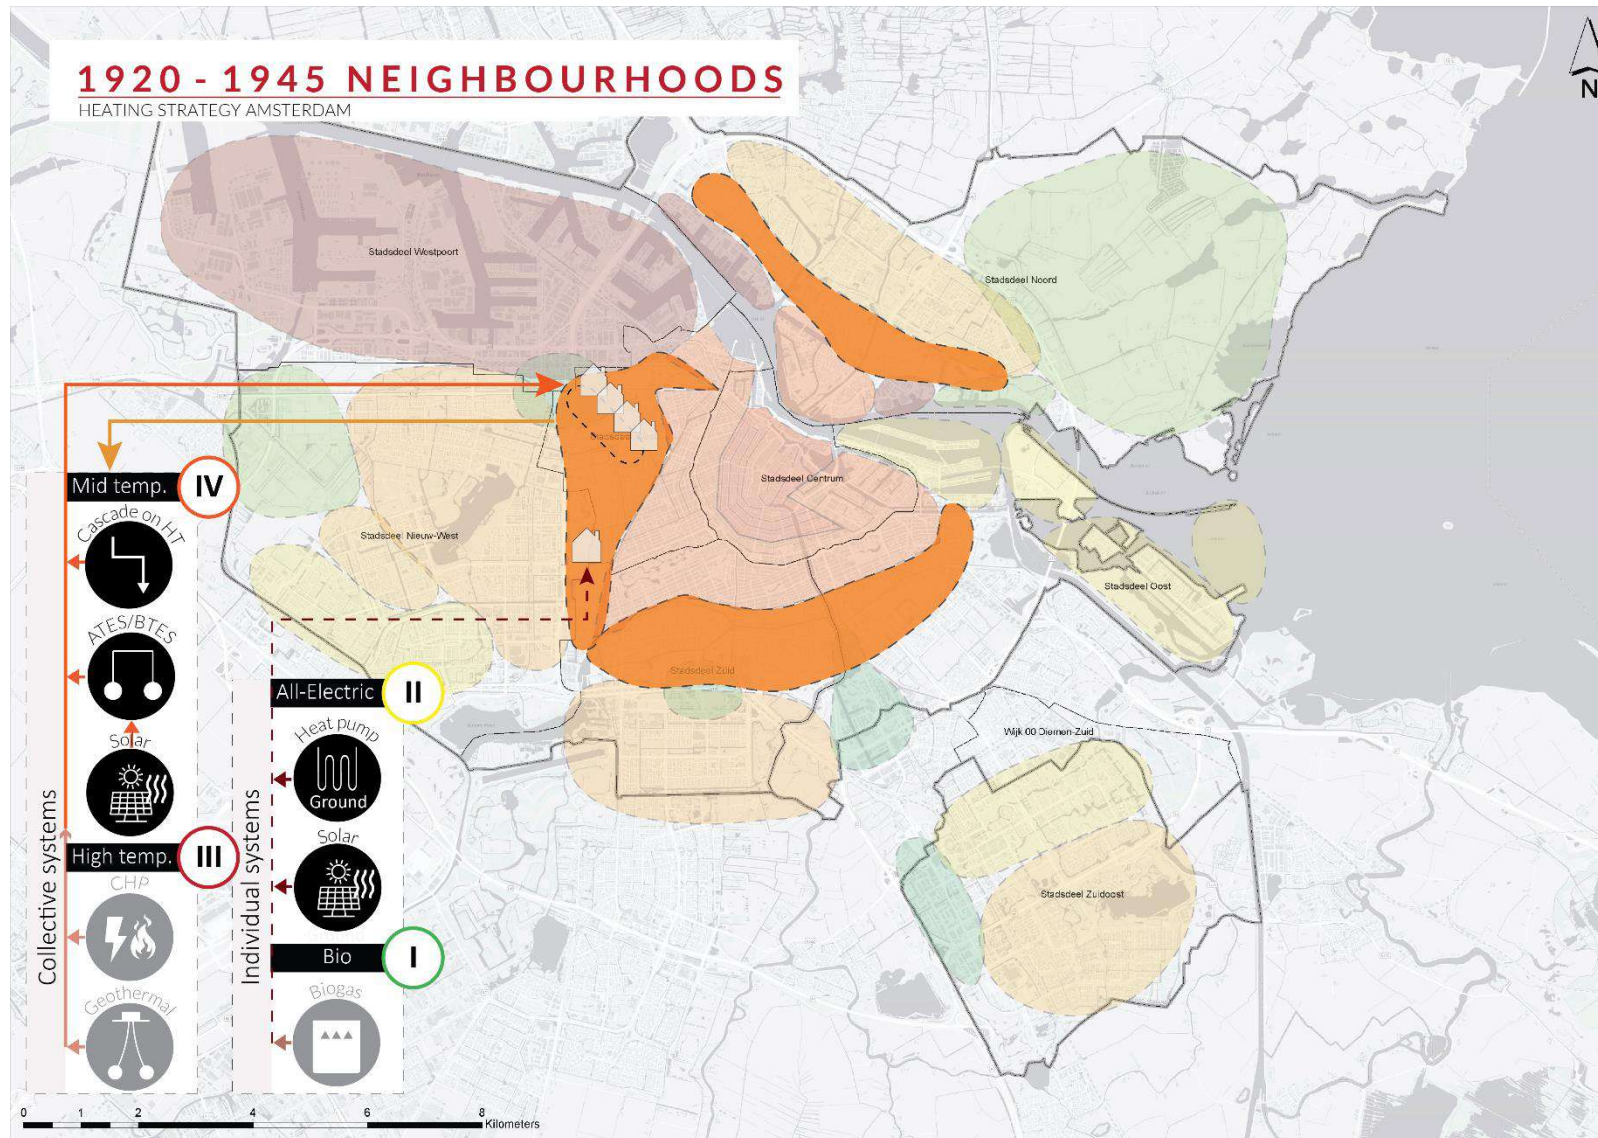 1920 - 1945 NEIGHBOURHOODS
HEATING STRATEGY AMSTERDAM
N
Stadsdeel Westpoort
Stadsdeel Noord
Stadsdeel Centrum
Stadsdeel Nieuw-West
Stadsdeel Oost
Stadsdeel Zuid
Wijk 00 Diemen-Zuid
Stadsdeel Zuidoost
Collective systems
Mid temp.
IV
Cascade on HT
ATES/BTES
Solar
High temp.
III
CHP
Geothermal
Individual systems
All-Electric
II
Heat pump
Ground
Solar
Bio
I
Biogas
0 1 2 4 6 8
Kilometers